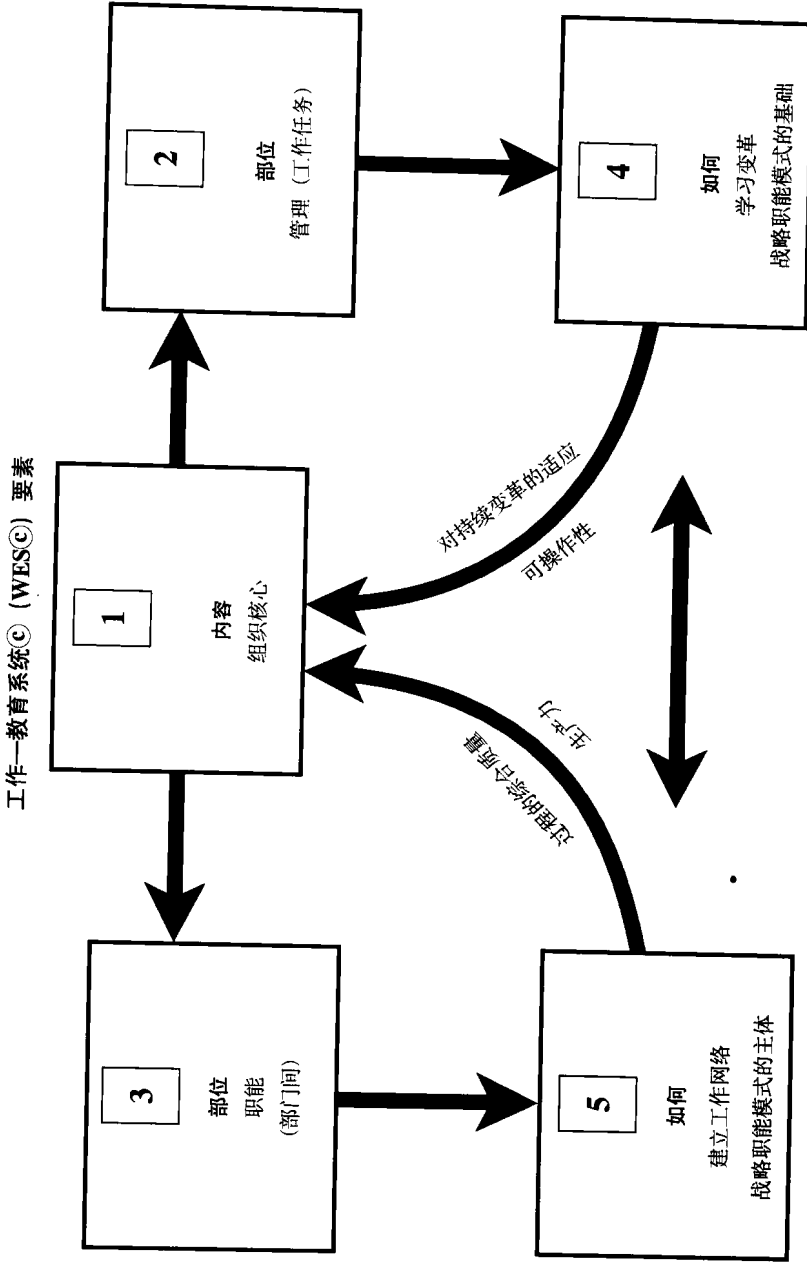 工作—教育系统ⓒ（WESⓒ）要素
3
部位
职能
(部门间)
1
内容
组织核心
2
部位
管理（工作任务）
过程的综合质量
生产力
对持续变革的适应
可操作性
5
如何
建立工作网络
战略职能模式的主体
4
如何
学习变革
战略职能模式的基础